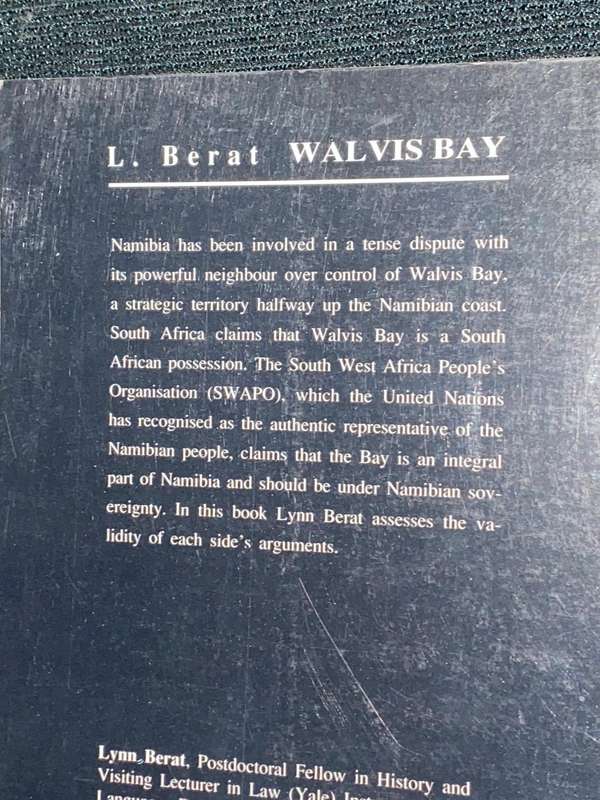 L. Berat WALVIS BAY
Namibia has been involved in a tense dispute with
its powerful neighbour over control of Walvis Bay,
a strategic territory halfway up the Namibian coast.
South Africa claims that Walvis Bay is a South
African possession. The South West Africa People's
Organisation (SWAPO), which the United Nations
has recognised as the authentic representative of the
Namibian people, claims that the Bay is an integral
part of Namibia and should be under Namibian sov-
ereignty. In this book Lynn Berat assesses the va-
lidity of each side's arguments.
Lynn Berat, Postdoctoral Fellow in History and
Visiting Lecturer in Law (Yale)